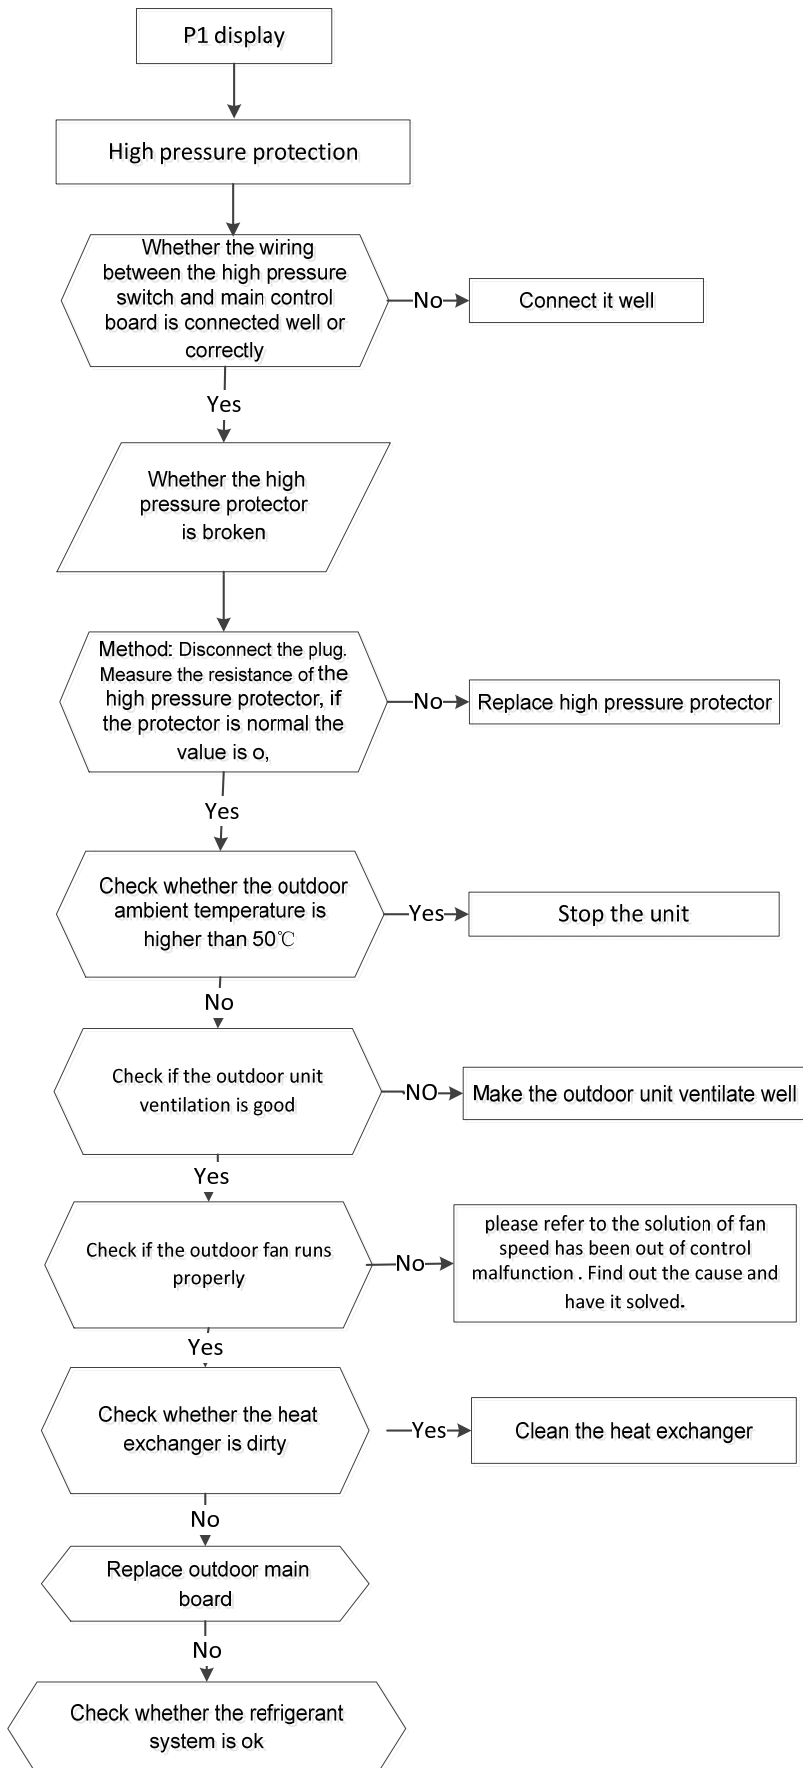 P1 display
High pressure protection
Whether the wiring
between the high pressure
switch and main control
board is connected well or
correctly
No
Connect it well
Yes
Whether the high
pressure protector
is broken
Method: Disconnect the plug.
Measure the resistance of the
high pressure protector, if
the protector is normal the
value is o,
No
Replace high pressure protector
Yes
Check whether the outdoor
ambient temperature is
higher than 50℃
Yes
Stop the unit
No
Check if the outdoor unit
ventilation is good
NO
Make the outdoor unit ventilate well
Yes
Check if the outdoor fan runs
properly
No
please refer to the solution of fan
speed has been out of control
malfunction . Find out the cause and
have it solved.
Yes
Check whether the heat
exchanger is dirty
Yes
Clean the heat exchanger
No
Replace outdoor main
board
No
Check whether the refrigerant
system is ok